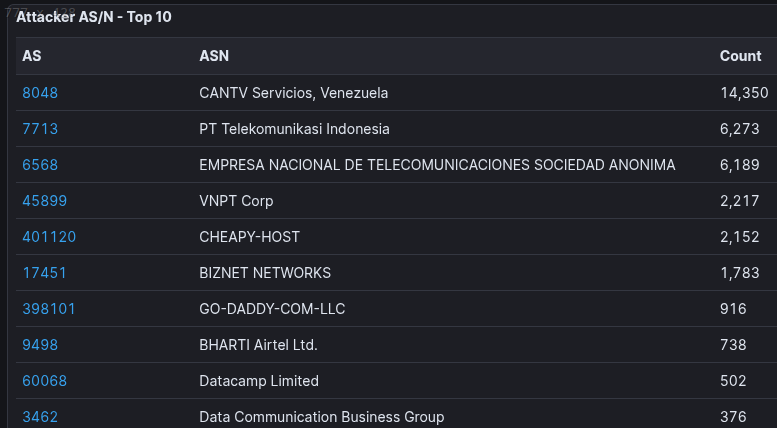 Attacker AS/N - Top 10
AS ASN Count
8048 CANTV Servicios, Venezuela 14,350
7713 PT Telekomunikasi Indonesia 6,273
6568 EMPRESA NACIONAL DE TELECOMUNICACIONES SOCIEDAD ANONIMA 6,189
45899 VNPT Corp 2,217
401120 CHEAPY-HOST 2,152
17451 BIZNET NETWORKS 1,783
398101 GO-DADDY-COM-LLC 916
9498 BHARTI Airtel Ltd. 738
60068 Datacamp Limited 502
3462 Data Communication Business Group 376